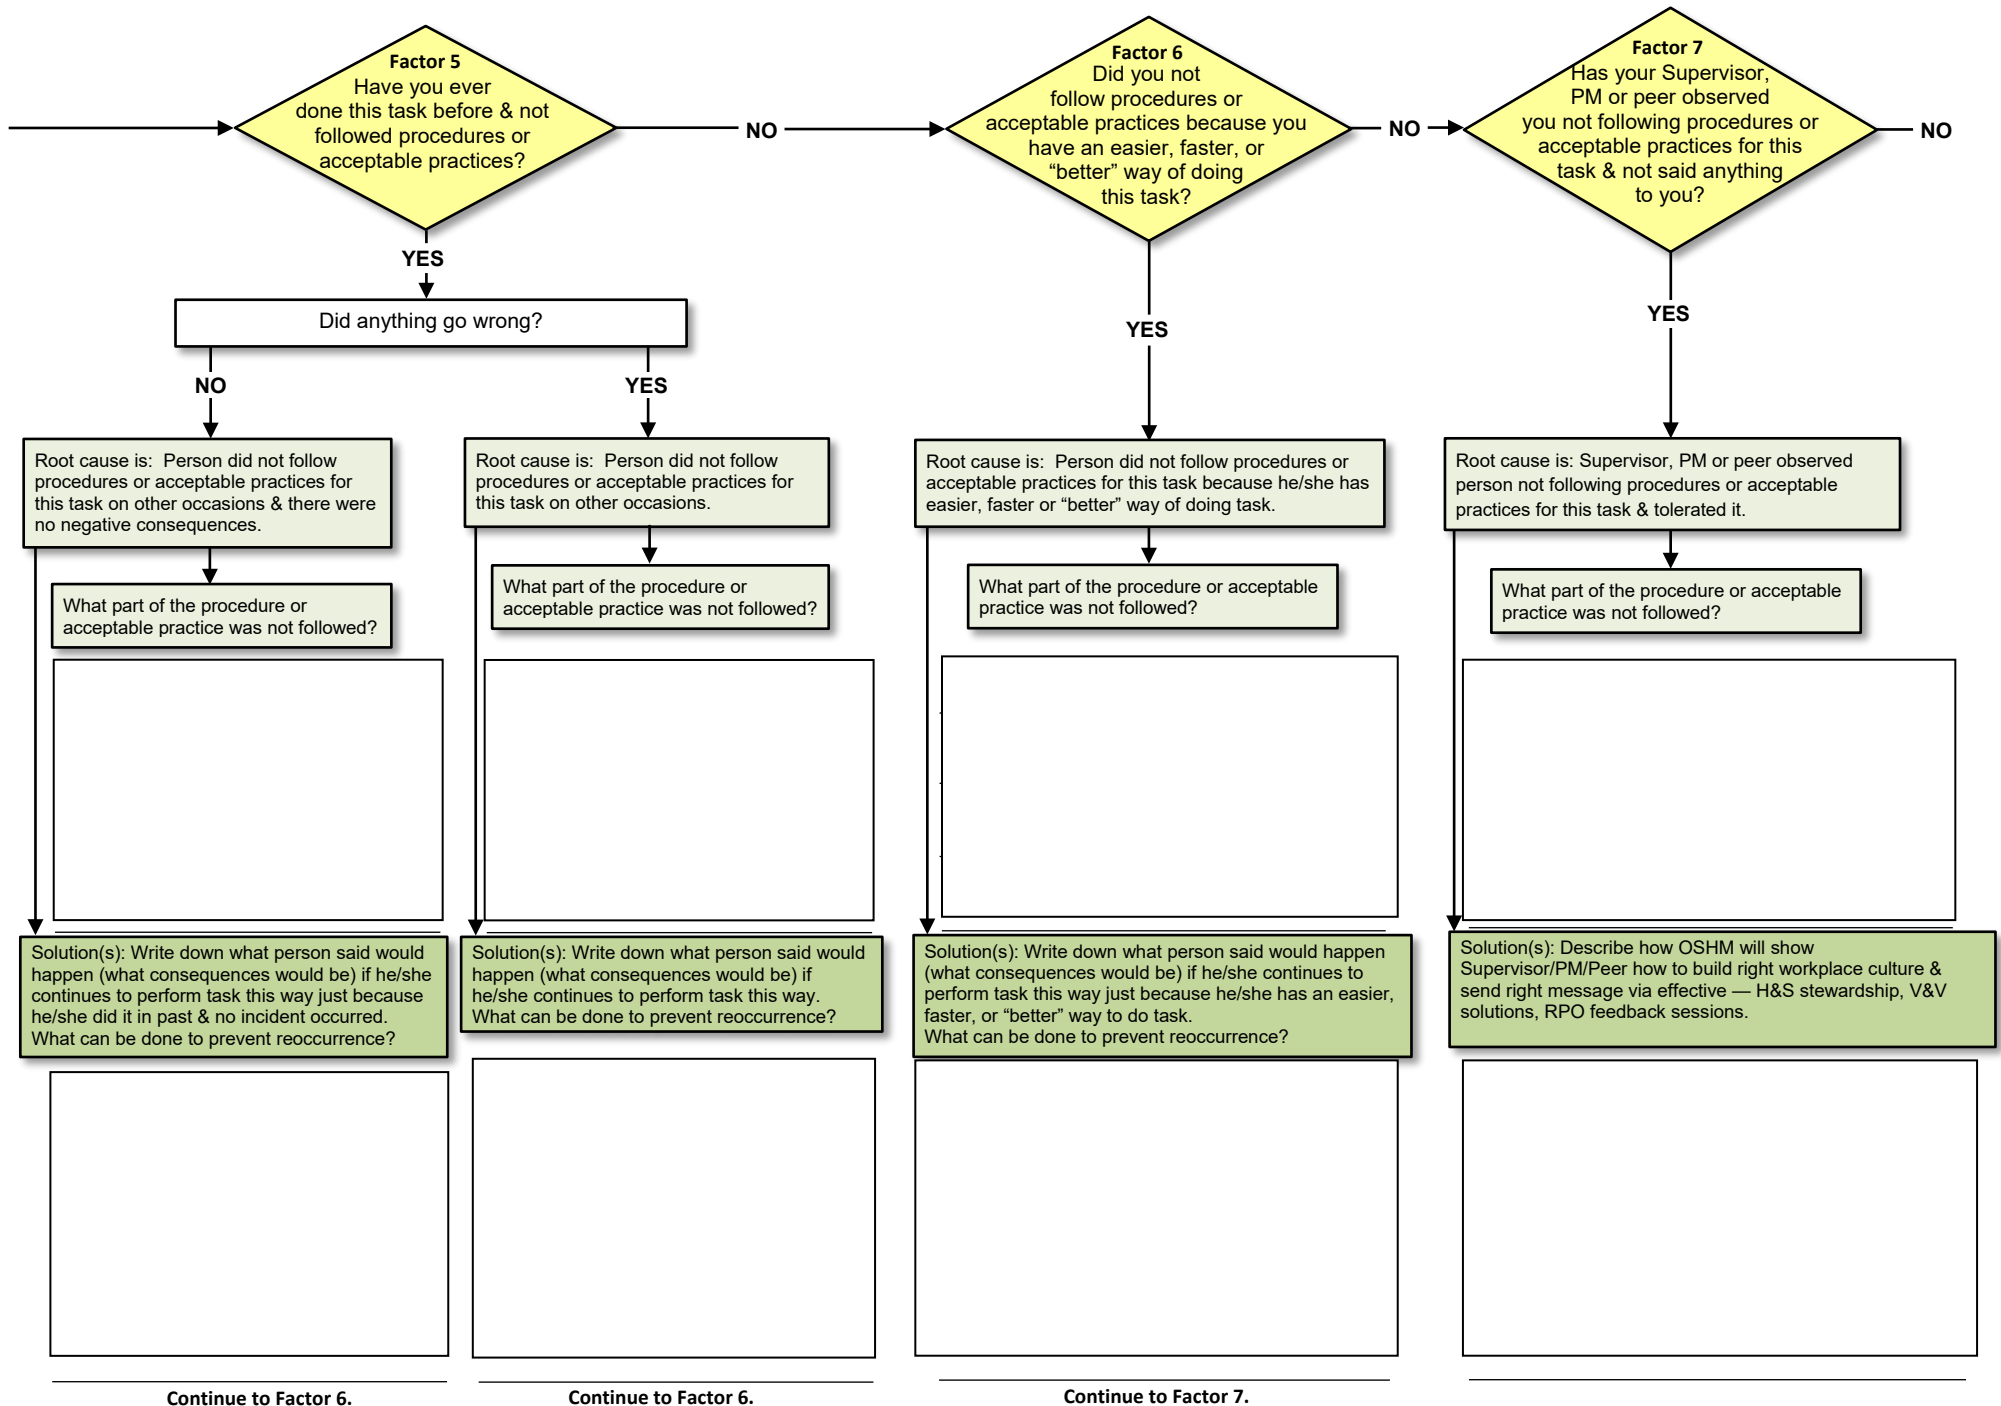 Factor 5
Have you ever
done this task before & not
followed procedures or
acceptable practices?
NO
Factor 6
Did you not
follow procedures or
acceptable practices because you
have an easier, faster, or
“better” way of doing
this task?
NO
Factor 7
Has your Supervisor,
PM or peer observed
you not following procedures or
acceptable practices for this
task & not said anything
to you?
NO
YES
Did anything go wrong?
YES
YES
NO
YES
Root cause is:  Person did not follow
procedures or acceptable practices for
this task on other occasions & there were
no negative consequences.
Root cause is:  Person did not follow
procedures or acceptable practices for
this task on other occasions.
Root cause is:  Person did not follow procedures or
acceptable practices for this task because he/she has
easier, faster or “better” way of doing task.
Root cause is: Supervisor, PM or peer observed
person not following procedures or acceptable
practices for this task & tolerated it.
What part of the procedure or
acceptable practice was not followed?
What part of the procedure or
acceptable practice was not followed?
What part of the procedure or acceptable
practice was not followed?
What part of the procedure or acceptable
practice was not followed?
Solution(s): Write down what person said would
happen (what consequences would be) if he/she
continues to perform task this way just because
he/she did it in past & no incident occurred.
What can be done to prevent reoccurrence?
Solution(s): Write down what person said would
happen (what consequences would be) if
he/she continues to perform task this way.
What can be done to prevent reoccurrence?
Solution(s): Write down what person said would happen
(what consequences would be) if he/she continues to
perform task this way just because he/she has an easier,
faster, or “better” way to do task.
What can be done to prevent reoccurrence?
Solution(s): Describe how OSHM will show
Supervisor/PM/Peer how to build right workplace culture &
send right message via effective — H&S stewardship, V&V
solutions, RPO feedback sessions.
Continue to Factor 6.
Continue to Factor 6.
Continue to Factor 7.